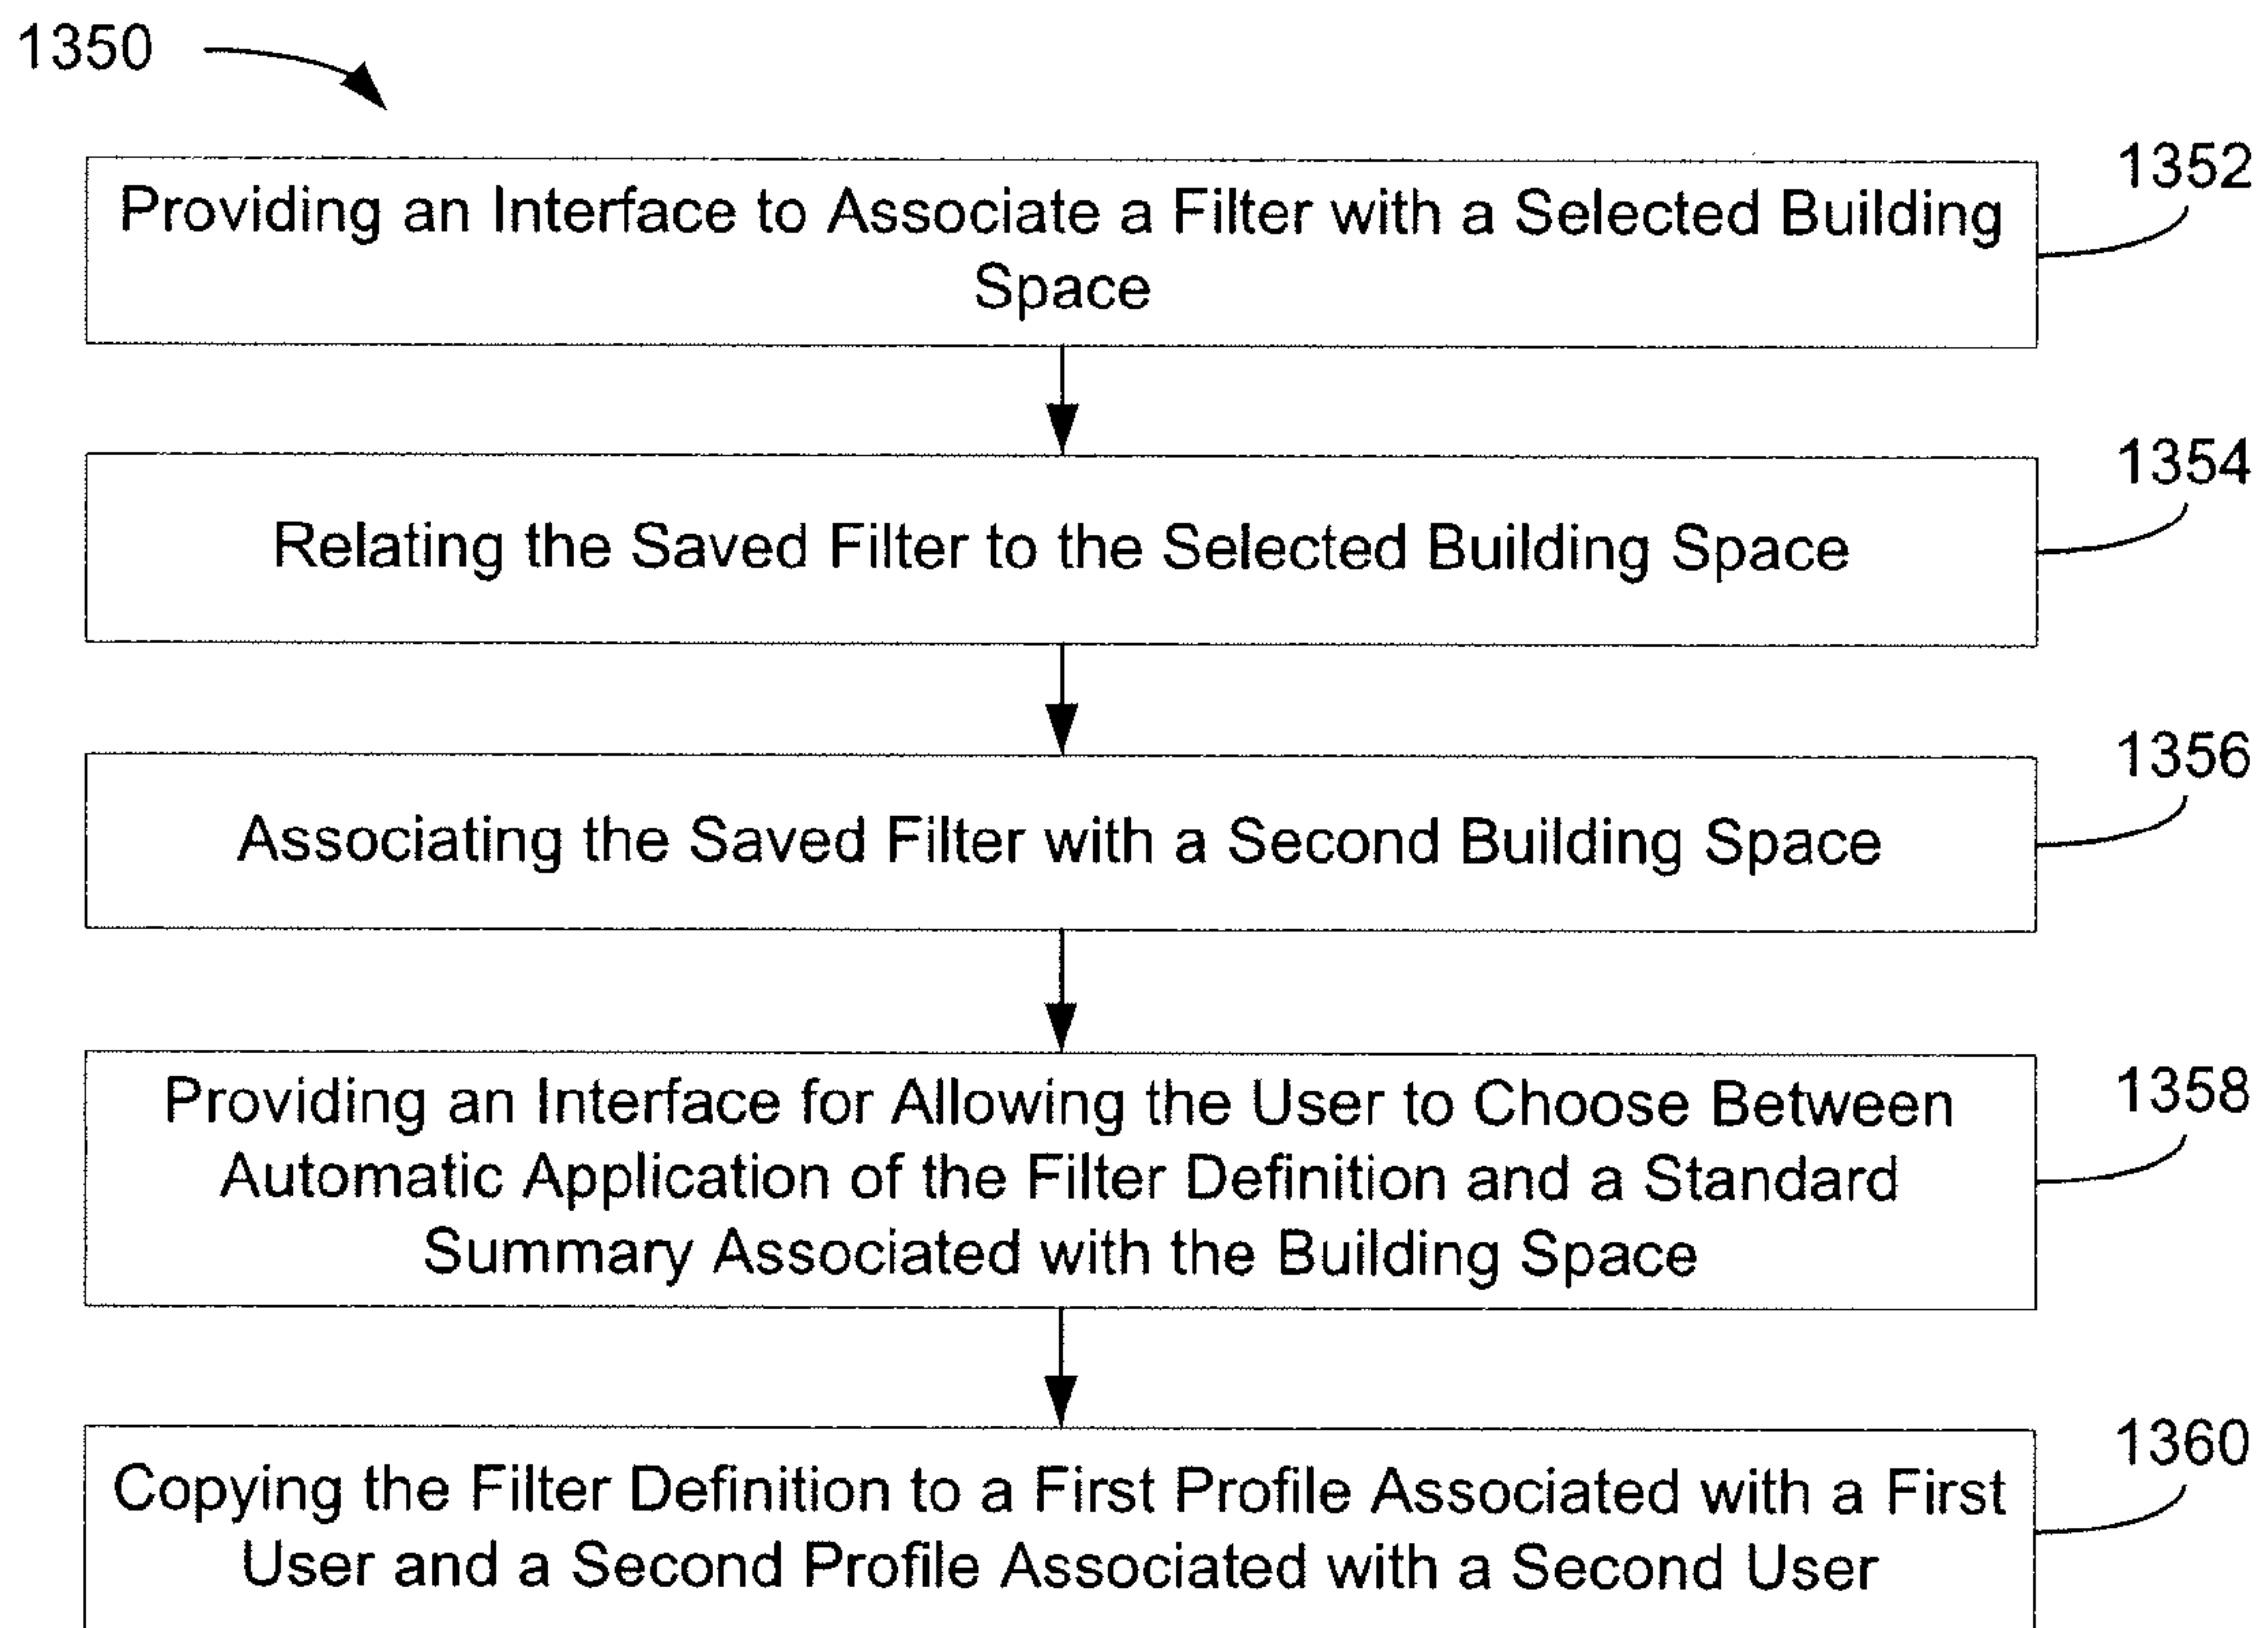 1350
1352
Providing an Interface to Associate a Filter with a Selected Building
Space
1354
Relating the Saved Filter to the Selected Building Space
1356
Associating the Saved Filter with a Second Building Space
1358
Providing an Interface for Allowing the User to Choose Between
Automatic Application of the Filter Definition and a Standard
Summary Associated with the Building Space
1360
Copying the Filter Definition to a First Profile Associated with a First
User and a Second Profile Associated with a Second User